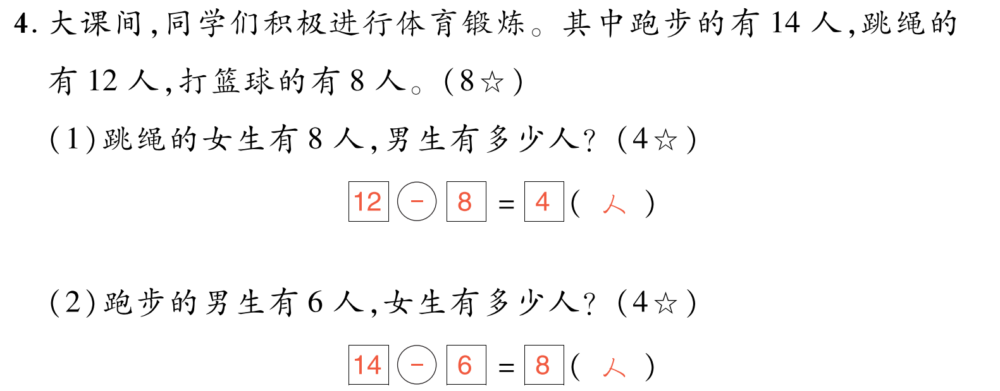 4. 大课间,同学们积极进行体育锻炼。其中跑步的有 14 人,跳绳的
有 12 人,打篮球的有 8 人。(8☆)
(1)跳绳的女生有 8 人,男生有多少人? (4☆)
12 - 8 = 4 ( 人 )
(2)跑步的男生有 6 人,女生有多少人? (4☆)
14 - 6 = 8 ( 人 )